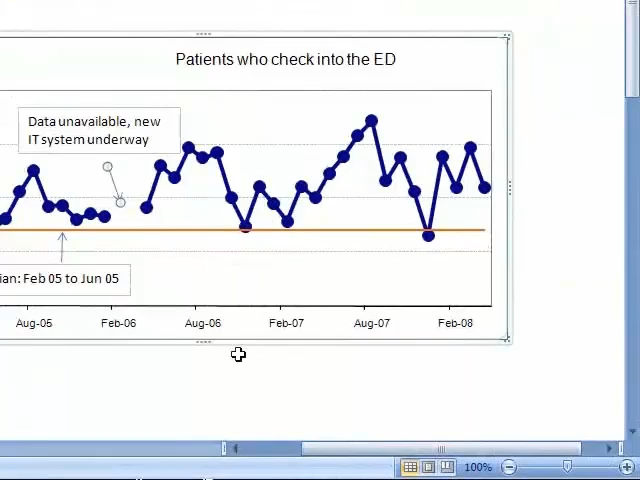 Patients who check into the ED
Data unavailable, new
IT system underway
ian: Feb 05 to Jun 05
Aug-05 Feb-06 Aug-06 Feb-07 Aug-07 Feb-08
100%